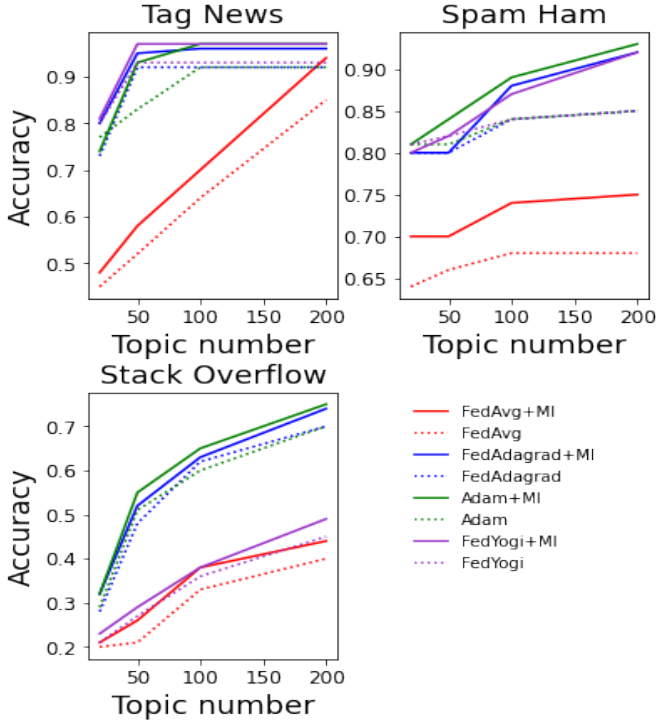 Tag News
Accuracy
0.9
0.8
0.7
0.6
0.5
50 100 150 200
Topic number
Spam Ham
0.90
0.85
0.80
0.75
0.70
0.65
50 100 150 200
Topic number
Stack Overflow
Accuracy
0.7
0.6
0.5
0.4
0.3
0.2
50 100 150 200
Topic number
FedAvg+MI
FedAvg
FedAdagrad+MI
FedAdagrad
Adam+MI
Adam
FedYogi+MI
FedYogi